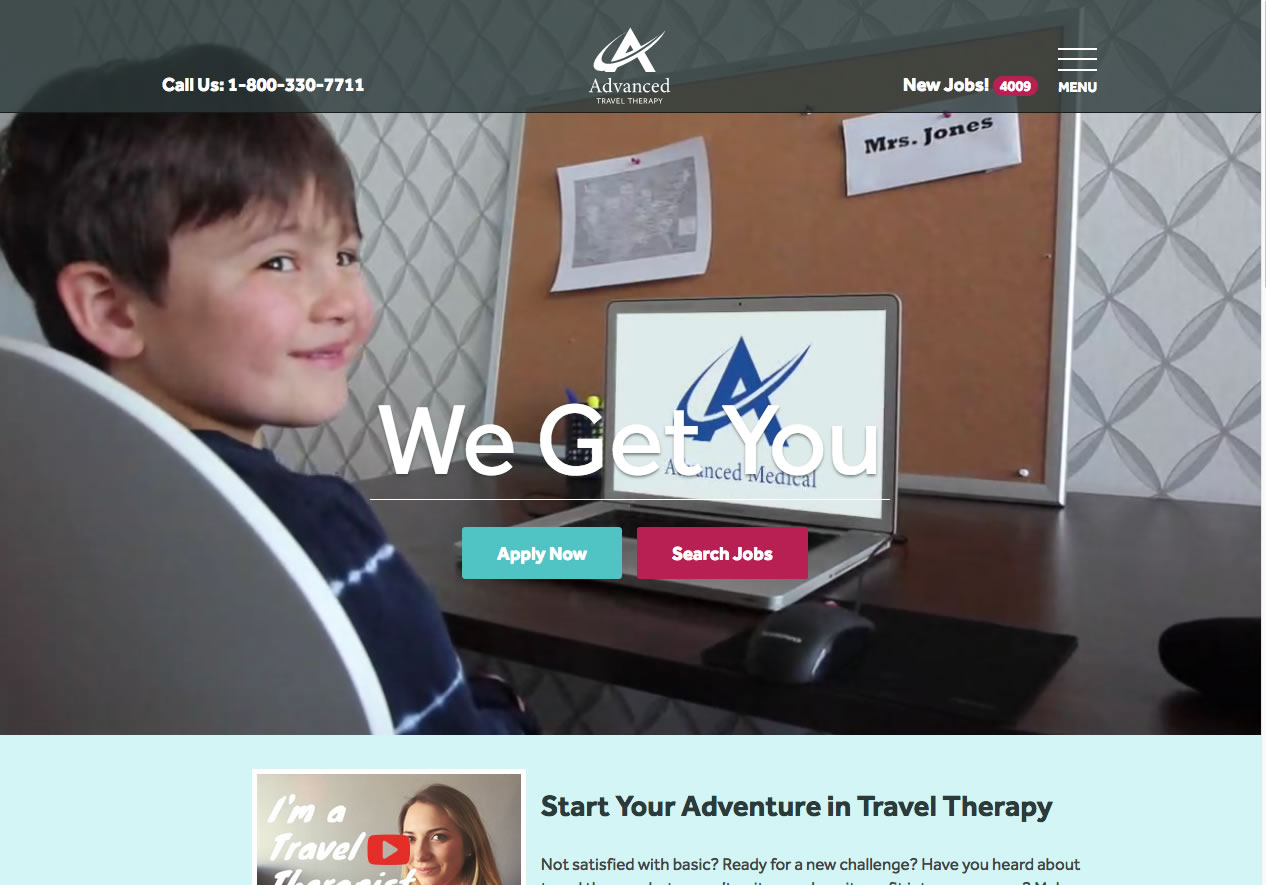 Call Us: 1-800-330-7711
Advanced
TRAVEL THERAPY
New Jobs! 4009
MENU
Mrs. Jones
We Get You
Advanced Medical
Apply Now
Search Jobs
I'm a
Travel
Therapist
Start Your Adventure in Travel Therapy
Not satisfied with basic? Ready for a new challenge? Have you heard about